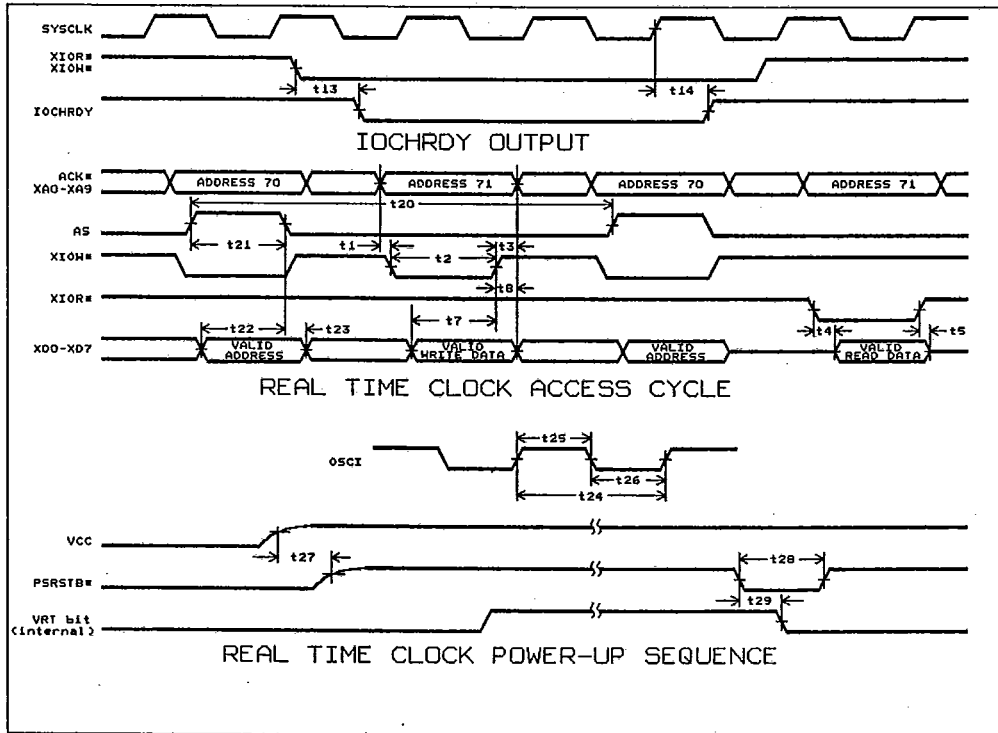 SYSCLK
XIOR#
XIOW#
t13
t14
IOCHRDY
IOCHRDY OUTPUT
ACK#
XA0-XA9
ADDRESS 70
ADDRESS 71
ADDRESS 70
ADDRESS 71
t20
AS
t21
t1
t3
t2
XIOW#
t8
XIOR#
t22
t23
t7
t4
t5
XD0-XD7
VALID
ADDRESS
VALID
WRITE DATA
VALID
ADDRESS
VALID
READ DATA
REAL TIME CLOCK ACCESS CYCLE
t25
OSCI
t26
t24
VCC
t27
t28
PSRSTB#
t29
VRT bit
(internal)
REAL TIME CLOCK POWER-UP SEQUENCE